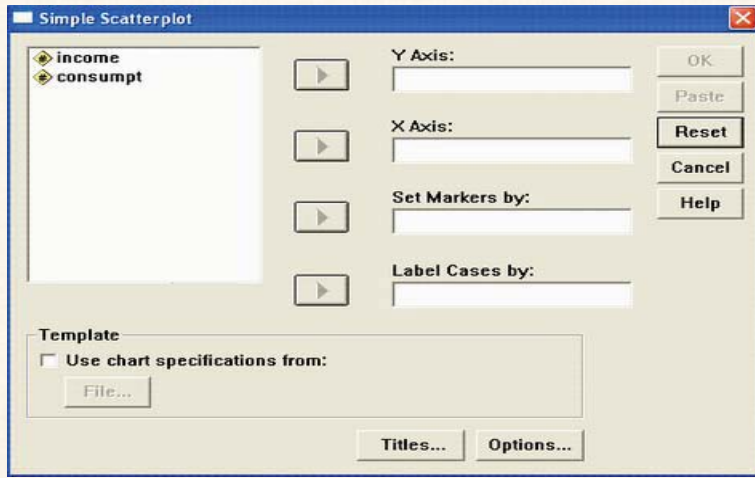 Simple Scatterplot
income
consumpt
Y Axis:
X Axis:
Set Markers by:
Label Cases by:
OK
Paste
Reset
Cancel
Help
Template
Use chart specifications from:
File...
Titles...
Options...